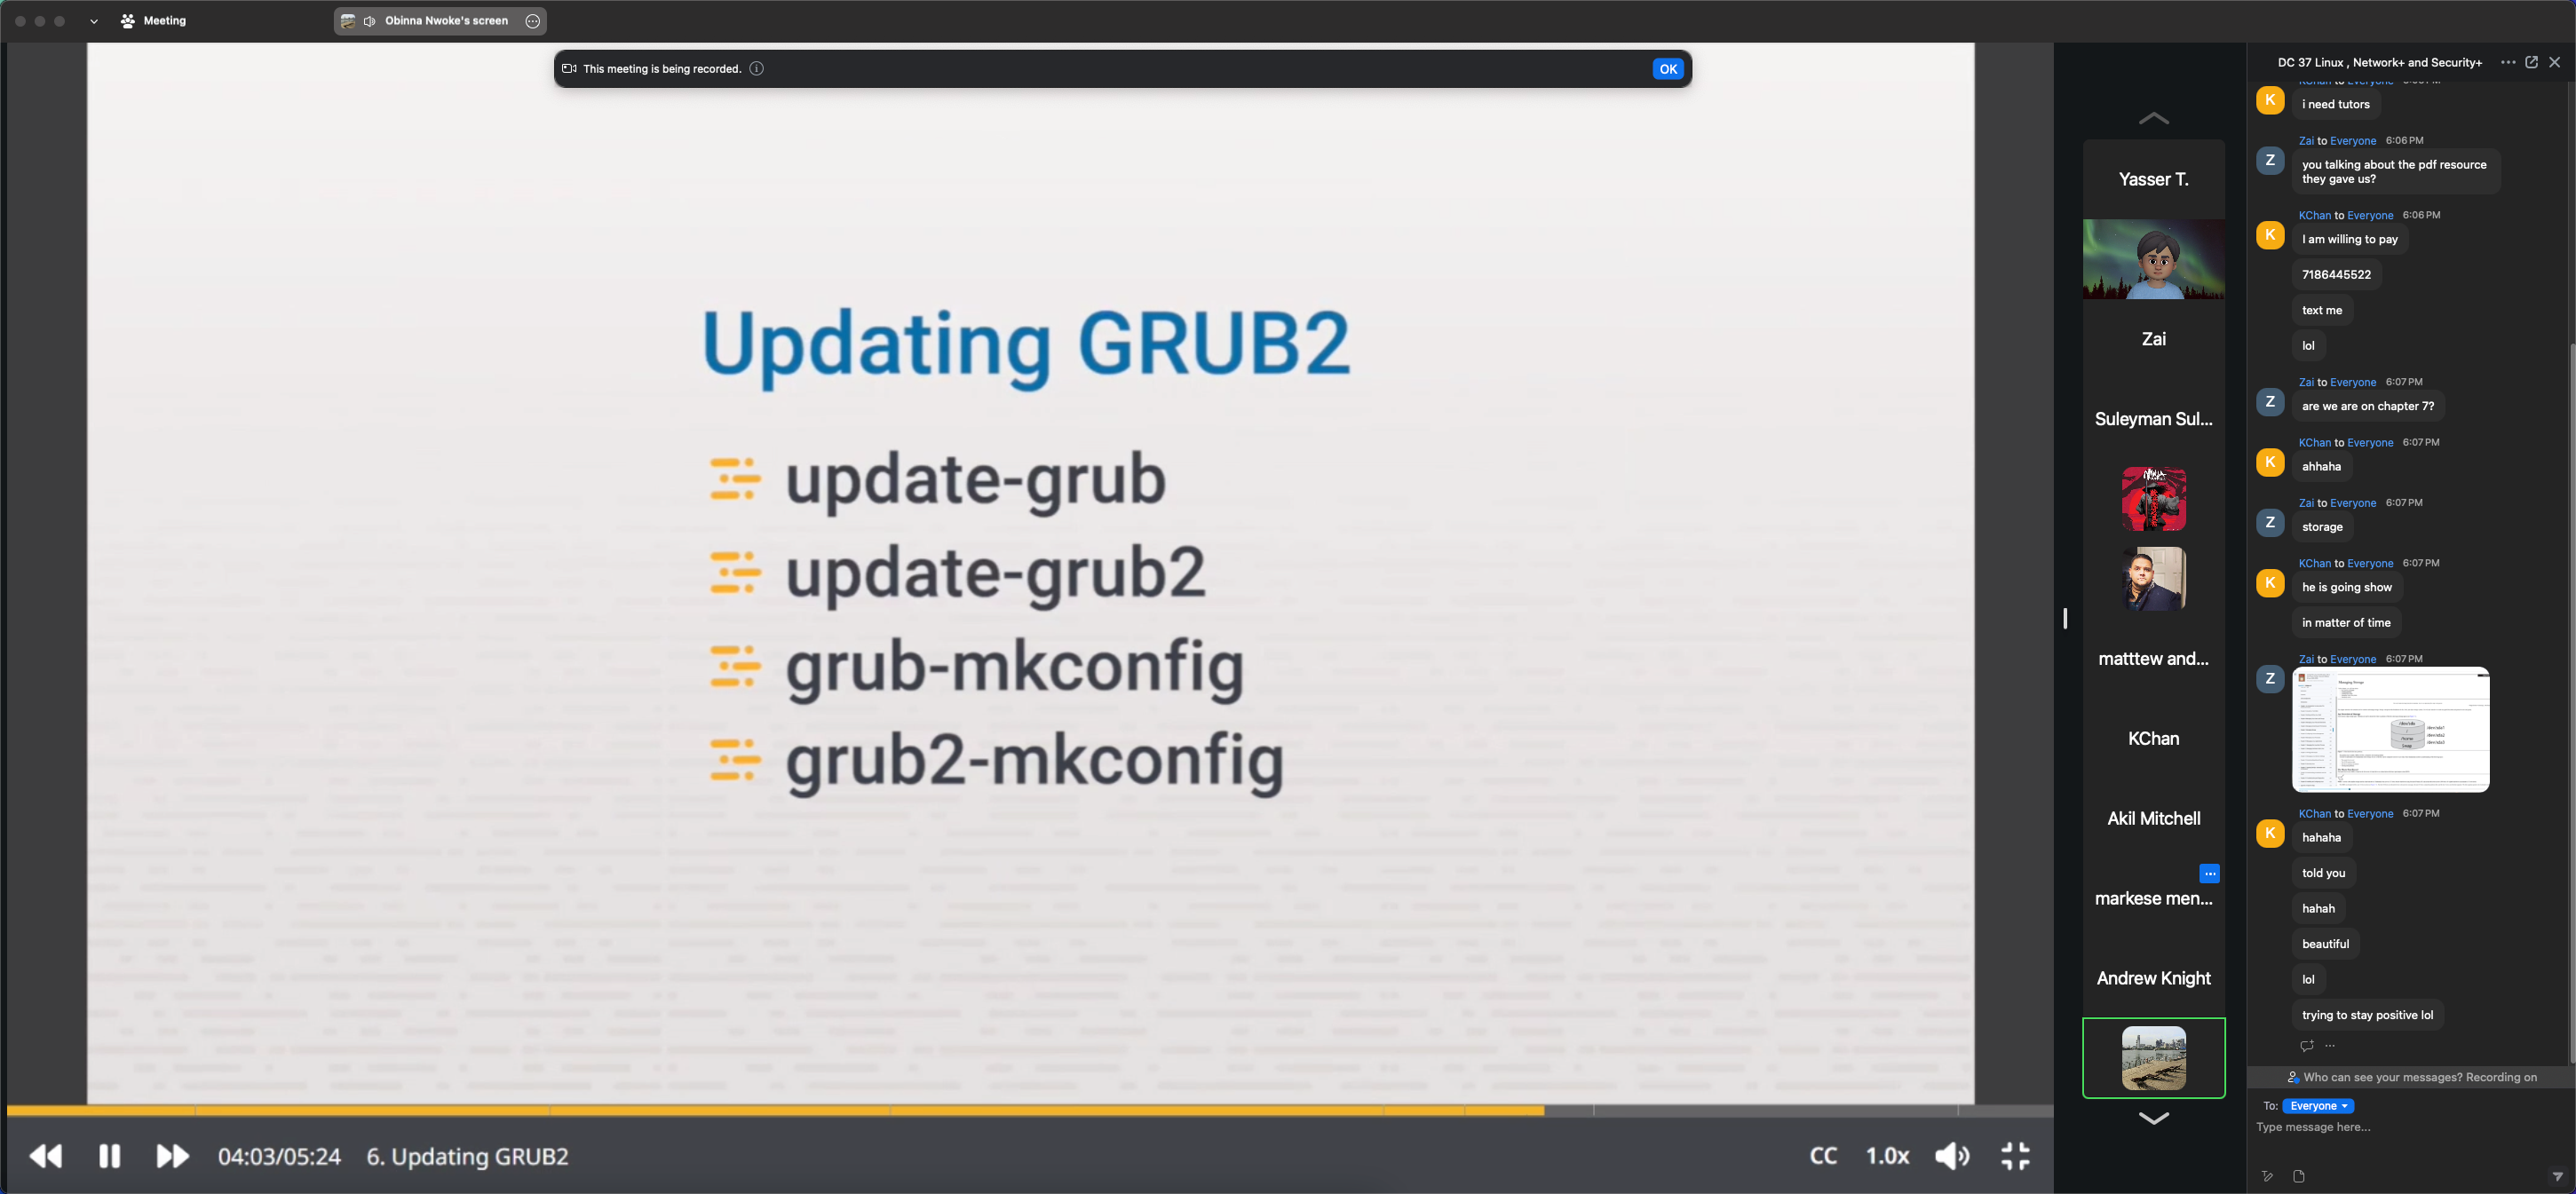 Meeting
Obinna Nwoke's screen
This meeting is being recorded.
OK
Updating GRUB2
update-grub
update-grub2
grub-mkconfig
grub2-mkconfig
04:03/05:24
6. Updating GRUB2
CC
1.0x
Yasser T.
Zai
Suleyman Sul...
matttew and...
KChan
Akil Mitchell
markese men...
Andrew Knight
DC 37 Linux , Network+ and Security+
KChan to Everyone
K
i need tutors
Zai to Everyone 6:06 PM
Z
you talking about the pdf resource
they gave us?
KChan to Everyone 6:06 PM
K
I am willing to pay
7186445522
text me
lol
Zai to Everyone 6:07 PM
Z
are we are on chapter 7?
KChan to Everyone 6:07 PM
K
ahhaha
Zai to Everyone 6:07 PM
Z
storage
KChan to Everyone 6:07 PM
K
he is going show
in matter of time
Zai to Everyone 6:07 PM
Z
Managing Storage
KChan to Everyone 6:07 PM
K
hahaha
told you
hahah
beautiful
lol
trying to stay positive lol
Who can see your messages? Recording on
To: Everyone
Type message here...